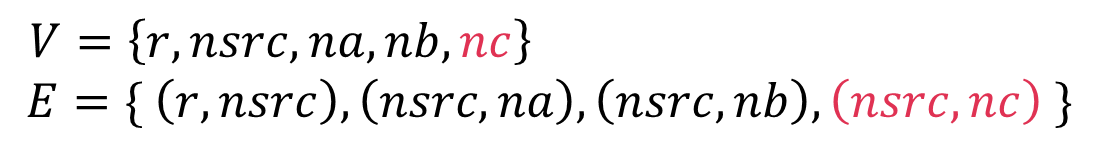 V = {r, nsrc, na, nb, nc}
E = { (r, nsrc), (nsrc, na), (nsrc, nb), (nsrc, nc) }